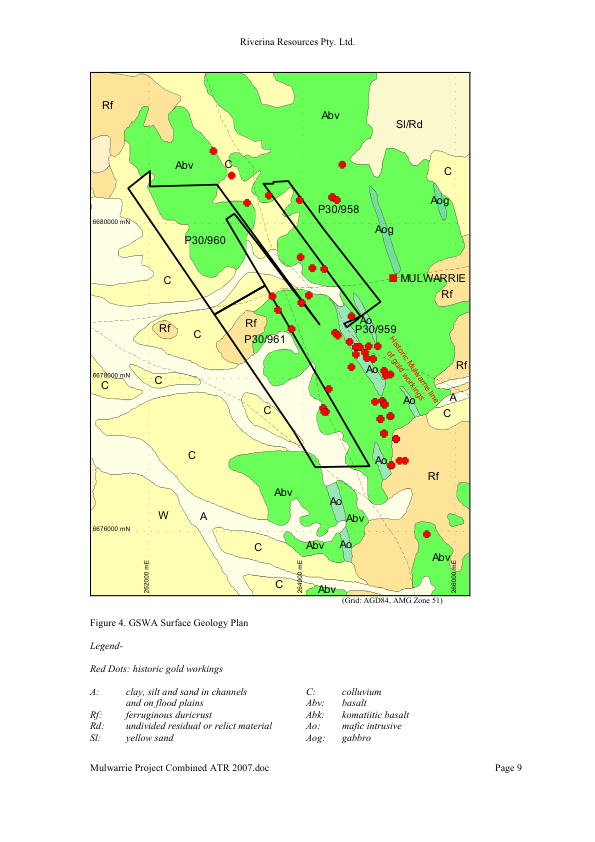 Riverina Resources Pty. Ltd.
Rf
Abv
Sl/Rd
Abv
C
C
Aog
P30/958
6680000 mN
Aog
P30/960
MULWARRIE
C
Rf
Ao
Rf
C
Rf
P30/961
P30/959
Historic Mulwarrie line
of gold workings
Rf
Ao
6678000 mN
C
C
A
Ao
C
C
C
Ao
Rf
Abv
Ao
W
A
Abv
6676000 mN
C
Abv
Ao
Abv
262000 mE
264000 mE
266000 mE
C
Abv
(Grid: AGD84, AMG Zone 51)
Figure 4. GSWA Surface Geology Plan
Legend-
Red Dots: historic gold workings
A: clay, silt and sand in channels
and on flood plains
Rf: ferruginous duricrust
Rd: undivided residual or relict material
Sl: yellow sand
C: colluvium
Abv: basalt
Abk: komatiitic basalt
Ao: mafic intrusive
Aog: gabbro
Mulwarrie Project Combined ATR 2007.doc
Page 9